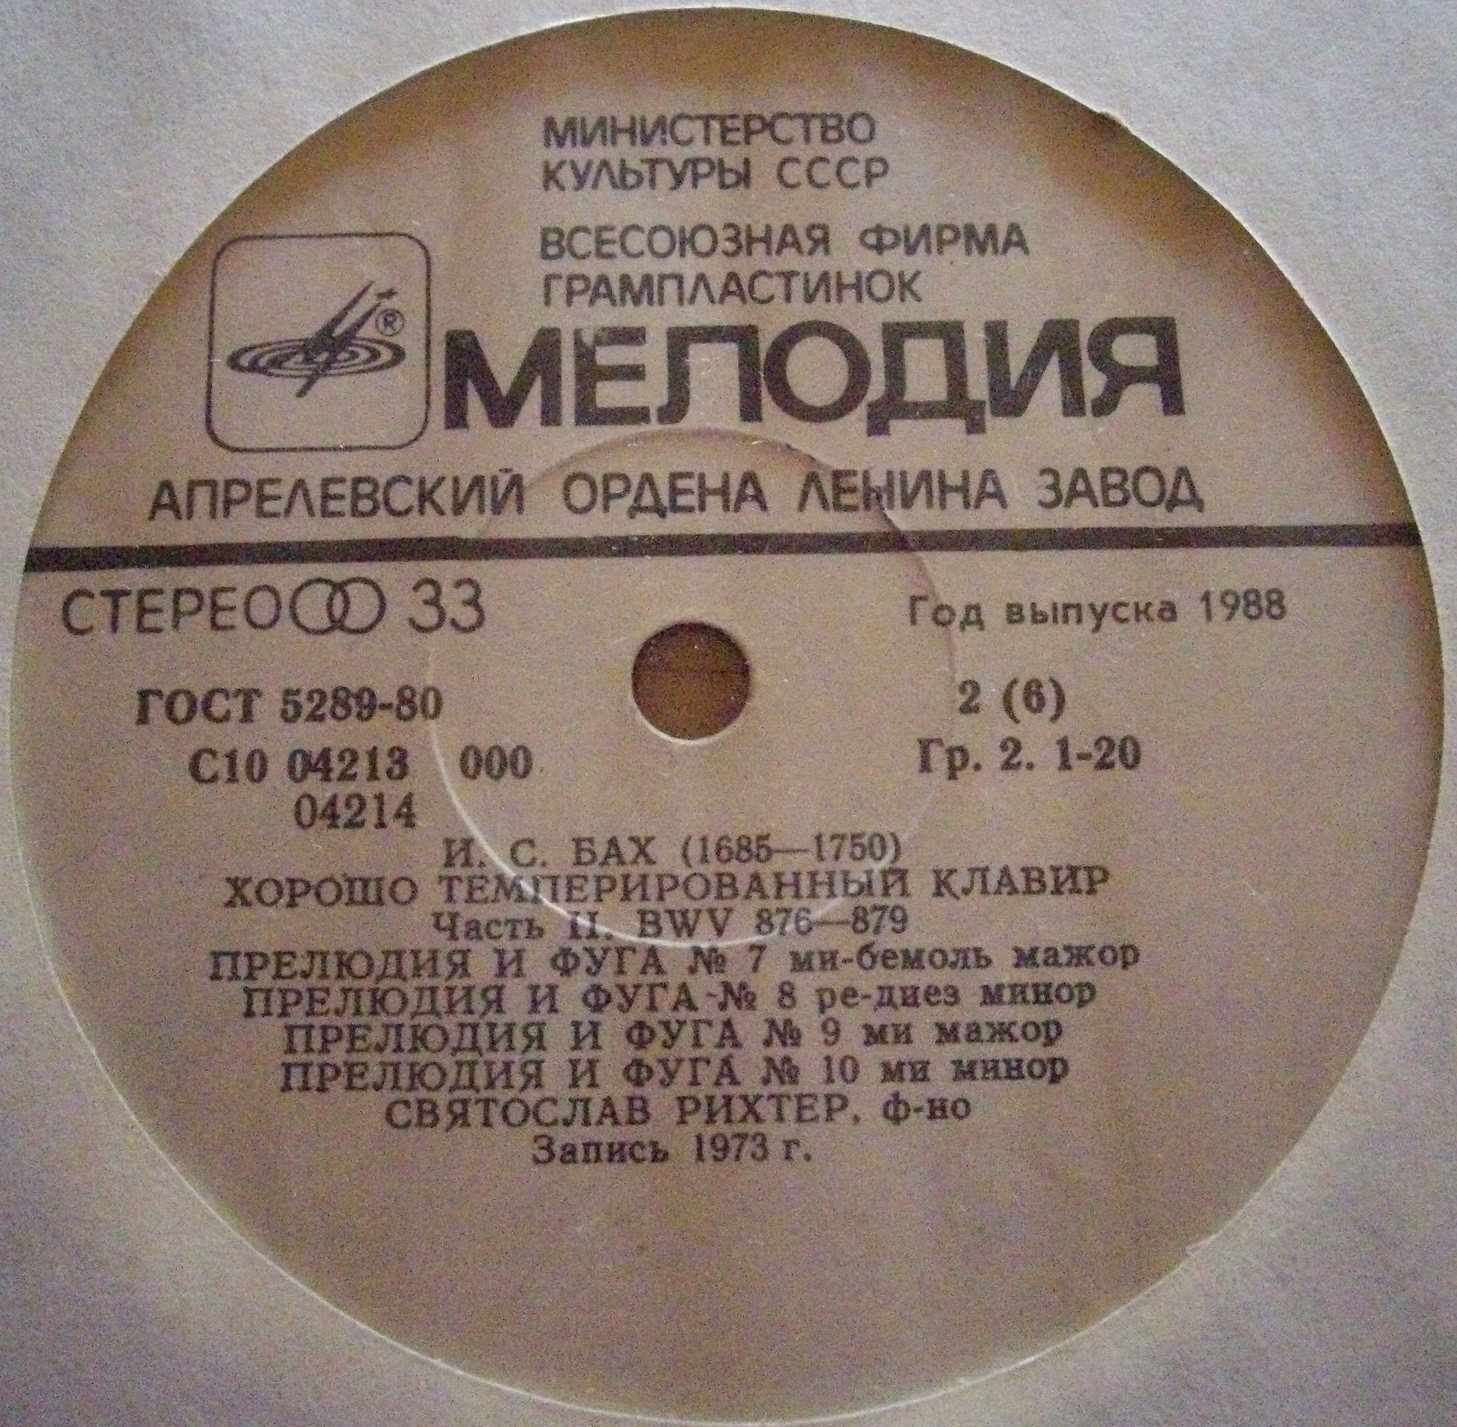 МИНИСТЕРСТВО
КУЛЬТУРЫ СССР
ВСЕСОЮЗНАЯ ФИРМА
ГРАМПЛАСТИНОК
®
МЕЛОДИЯ
АПРЕЛЕВСКИЙ ОРДЕНА ЛЕНИНА ЗАВОД
СТЕРЕО 33
Год выпуска 1988
ГОСТ 5289-80
2 (6)
С10 04213 000
Гр. 2. 1-20
04214
И. С. БАХ (1685—1750)
ХОРОШО ТЕМПЕРИРОВАННЫЙ КЛАВИР
Часть II. BWV 876—879
ПРЕЛЮДИЯ И ФУГА № 7 ми-бемоль мажор
ПРЕЛЮДИЯ И ФУГА № 8 ре-диез минор
ПРЕЛЮДИЯ И ФУГА № 9 ми мажор
ПРЕЛЮДИЯ И ФУГА № 10 ми минор
СВЯТОСЛАВ РИХТЕР, ф-но
Запись 1973 г.